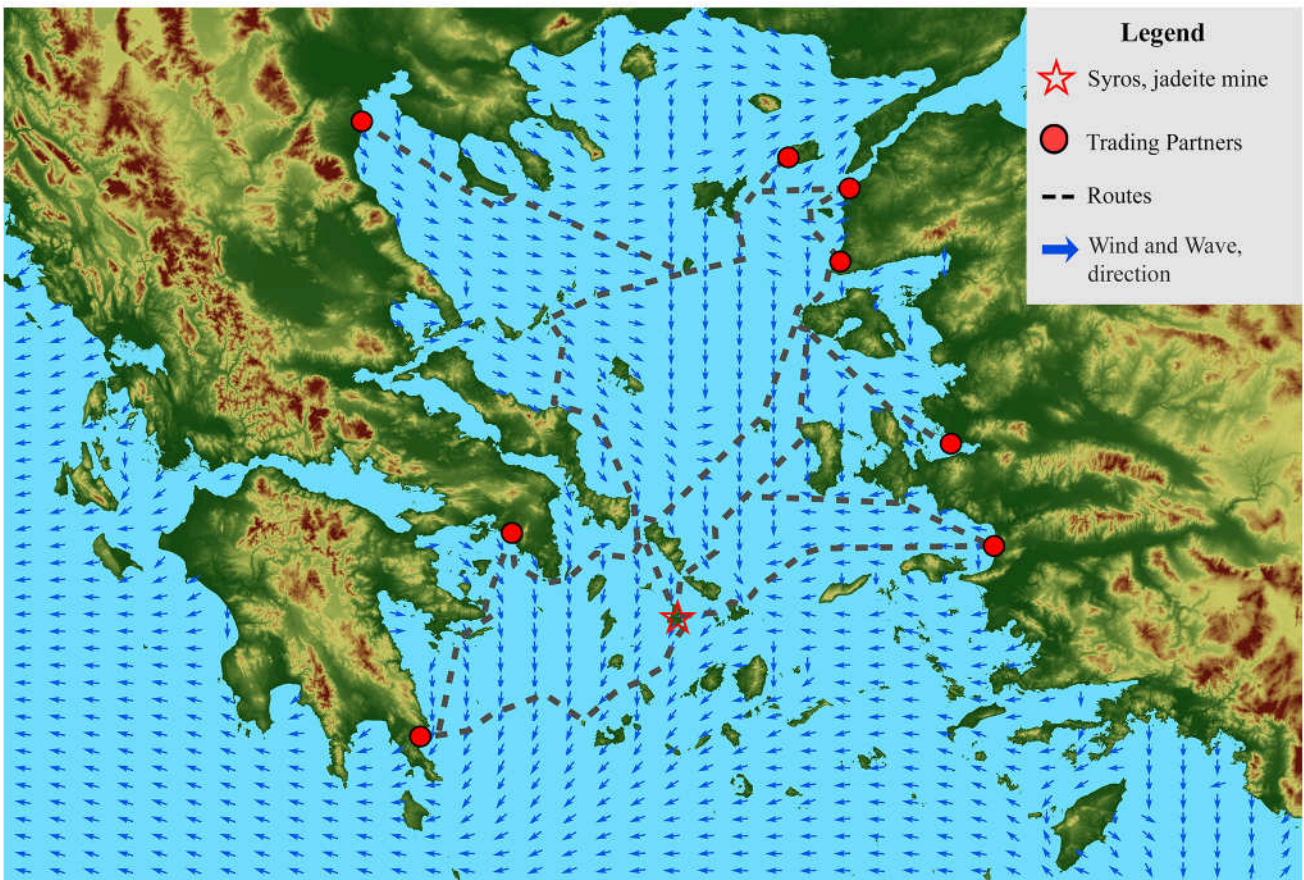 Legend
Syros, jadeite mine
Trading Partners
Routes
Wind and Wave,
direction